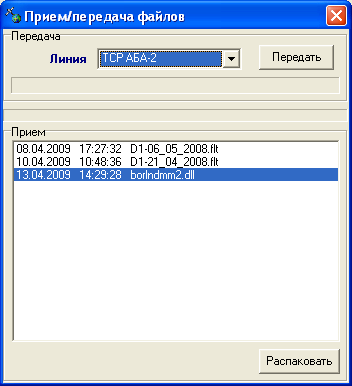 Прием/передача файлов
Передача
Линия TCP АБА-2 Передать
Прием
08.04.2009 17:27:32 D1-06_05_2008.flt
10.04.2009 10:48:36 D1-21_04_2008.flt
13.04.2009 14:29:28 borlndmm2.dll
Распаковать